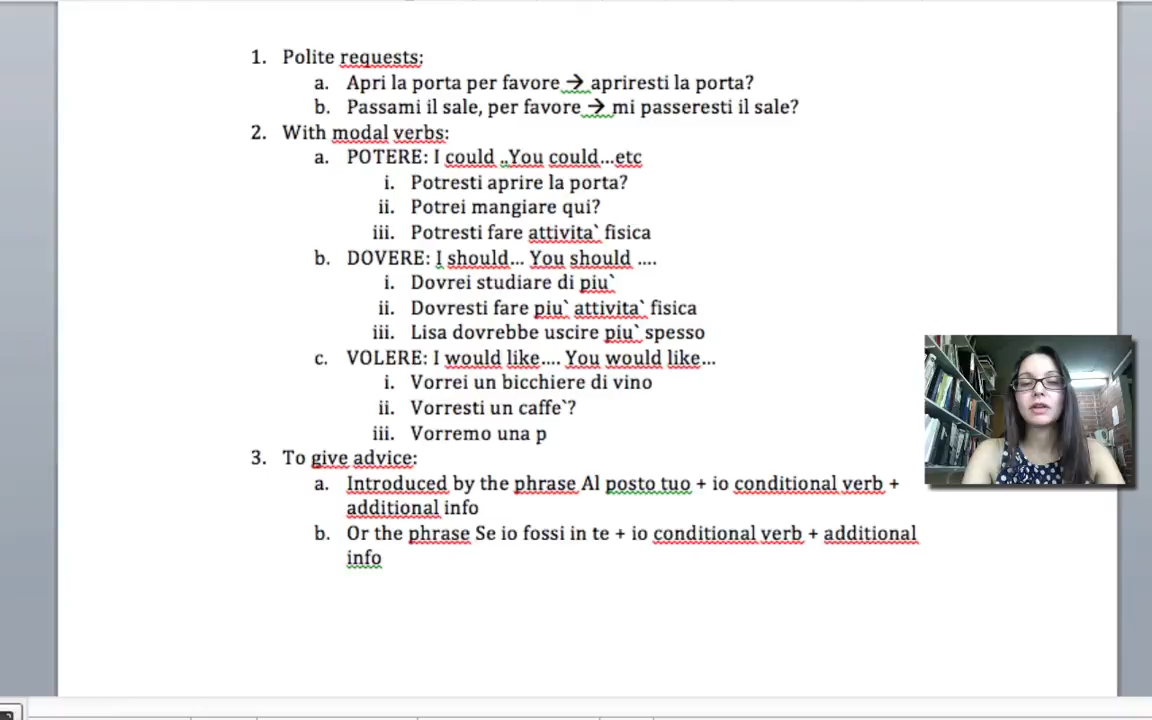 1. Polite requests:
a. Apri la porta per favore → apriresti la porta?
b. Passami il sale, per favore → mi passeresti il sale?
2. With modal verbs:
a. POTERE: I could ..You could...etc
i. Potresti aprire la porta?
ii. Potrei mangiare qui?
iii. Potresti fare attivita` fisica
b. DOVERE: I should... You should ....
i. Dovrei studiare di piu`
ii. Dovresti fare piu` attivita` fisica
iii. Lisa dovrebbe uscire piu` spesso
c. VOLERE: I would like.... You would like...
i. Vorrei un bicchiere di vino
ii. Vorresti un caffe`?
iii. Vorremo una p
3. To give advice:
a. Introduced by the phrase Al posto tuo + io conditional verb +
additional info
b. Or the phrase Se io fossi in te + io conditional verb + additional
info